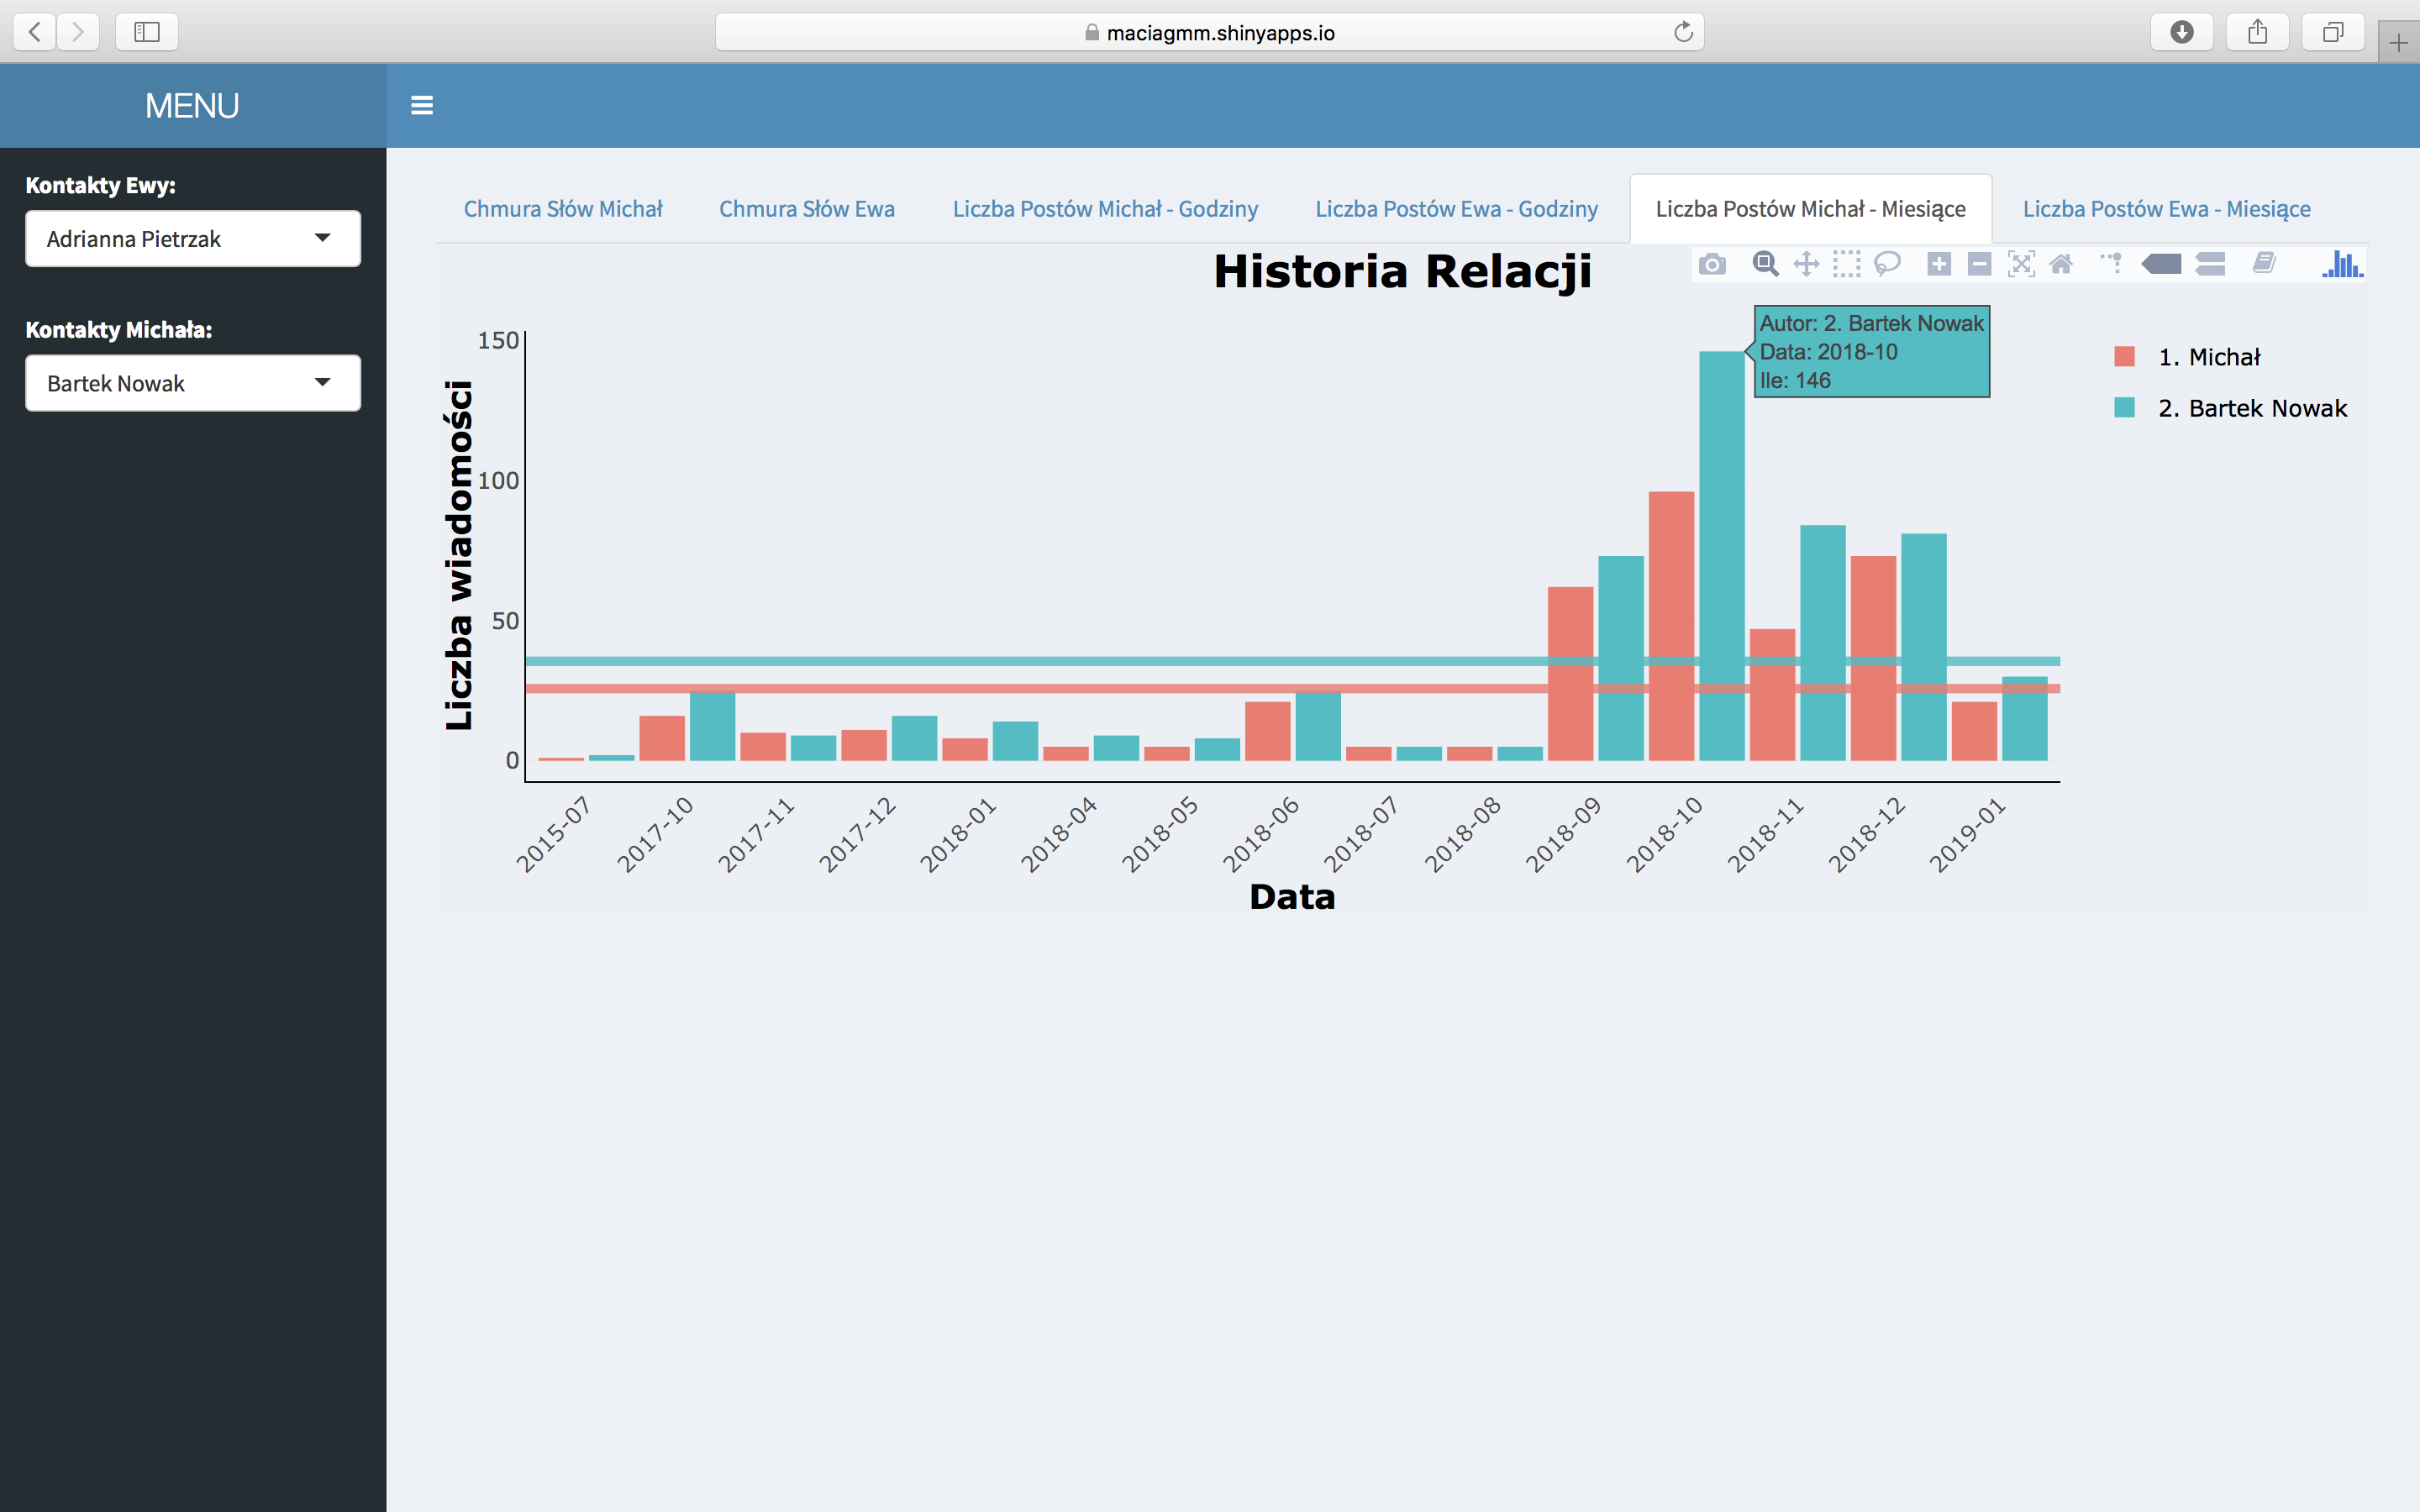 maciagmm.shinyapps.io
MENU
Kontakty Ewy:
Adrianna Pietrzak
Kontakty Michała:
Bartek Nowak
Chmura Słów Michał
Chmura Słów Ewa
Liczba Postów Michał - Godziny
Liczba Postów Ewa - Godziny
Liczba Postów Michał - Miesiące
Liczba Postów Ewa - Miesiące
Historia Relacji
Autor: 2. Bartek Nowak
Data: 2018-10
Ile: 146
1. Michał
2. Bartek Nowak
Liczba wiadomości
150
100
50
0
2015-07
2017-10
2017-11
2017-12
2018-01
2018-04
2018-05
2018-06
2018-07
2018-08
2018-09
2018-10
2018-11
2018-12
2019-01
Data